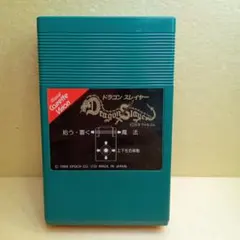 Super
Cassette
Vision
ドラゴン スレイヤー
Dragon Slayer
拾う・置く
魔法
上下左右移動
© 1986 EPOCH CO., LTD. MADE IN JAPAN